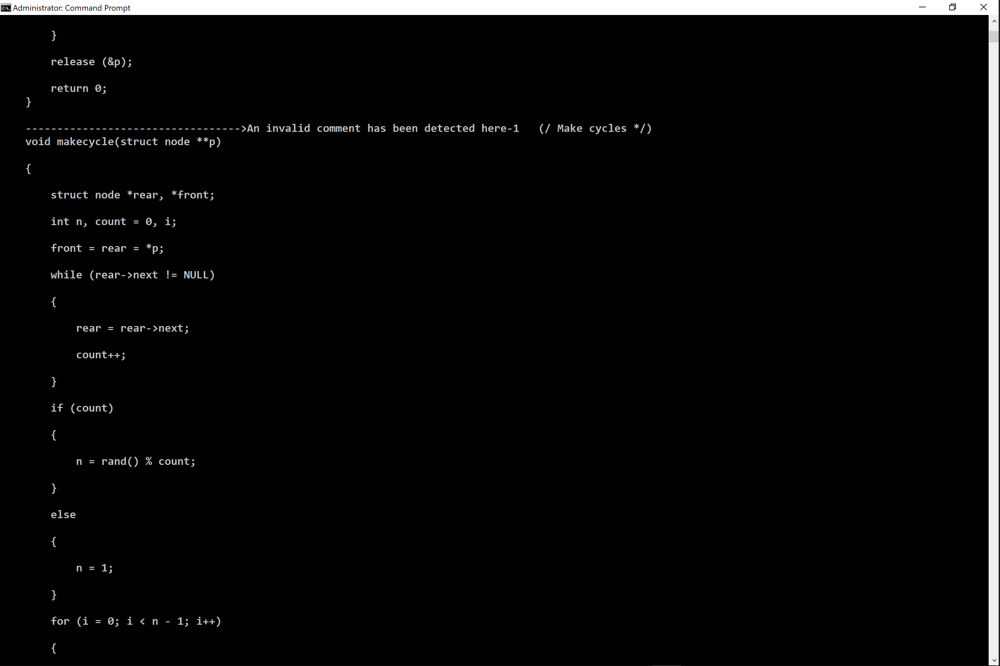 Administrator: Command Prompt
}
release (&p);
return 0;
}
---------------------------------->An invalid comment has been detected here-1   (/ Make cycles */)
void makecycle(struct node **p)
{
struct node *rear, *front;
int n, count = 0, i;
front = rear = *p;
while (rear->next != NULL)
{
rear = rear->next;
count++;
}
if (count)
{
n = rand() % count;
}
else
{
n = 1;
}
for (i = 0; i < n - 1; i++)
{